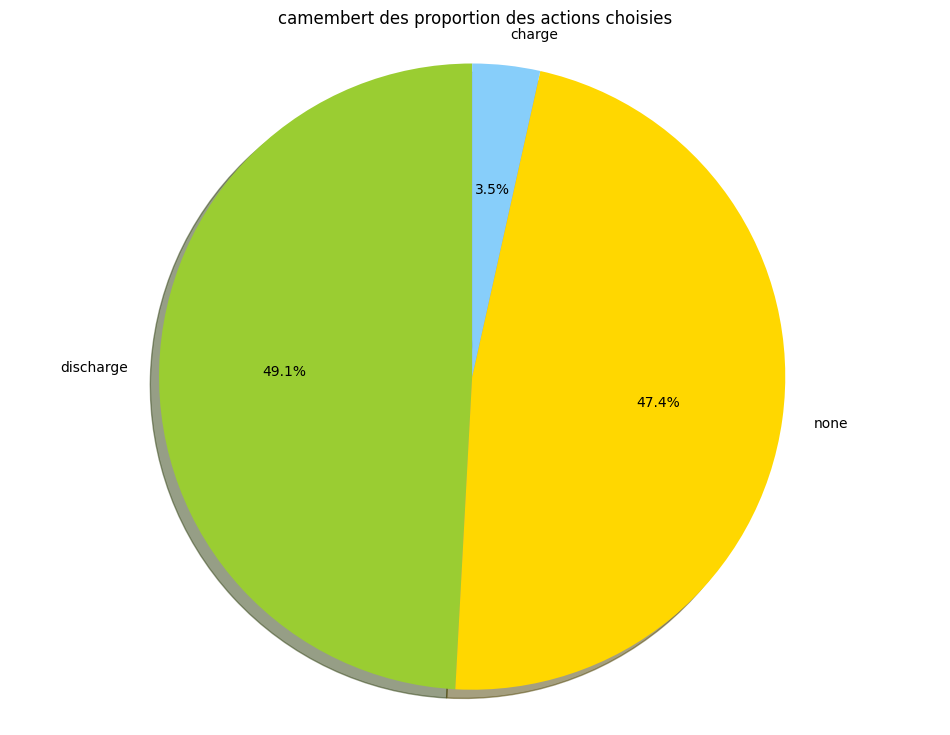 camembert des proportion des actions choisies
charge
3.5%
discharge
49.1%
47.4%
none